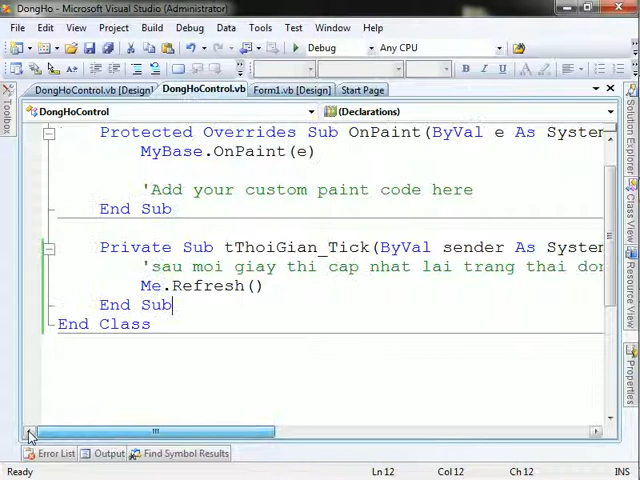 DongHo - Microsoft Visual Studio (Administrator)
File Edit View Project Build Debug Data Tools Test Window Help
Debug Any CPU
DongHoControl.vb [Design] DongHoControl.vb Form1.vb [Design] Start Page
DongHoControl (Declarations)
Protected Overrides Sub OnPaint(ByVal e As System
MyBase.OnPaint(e)
'Add your custom paint code here
End Sub
Private Sub tThoiGian_Tick(ByVal sender As System
'sau moi giay thi cap nhat lai trang thai don
Me.Refresh()
End Sub
End Class
Toolbox
Solution Explorer
Class View
Properties
Error List Output Find Symbol Results
Ready Ln 12 Col 12 Ch 12 INS